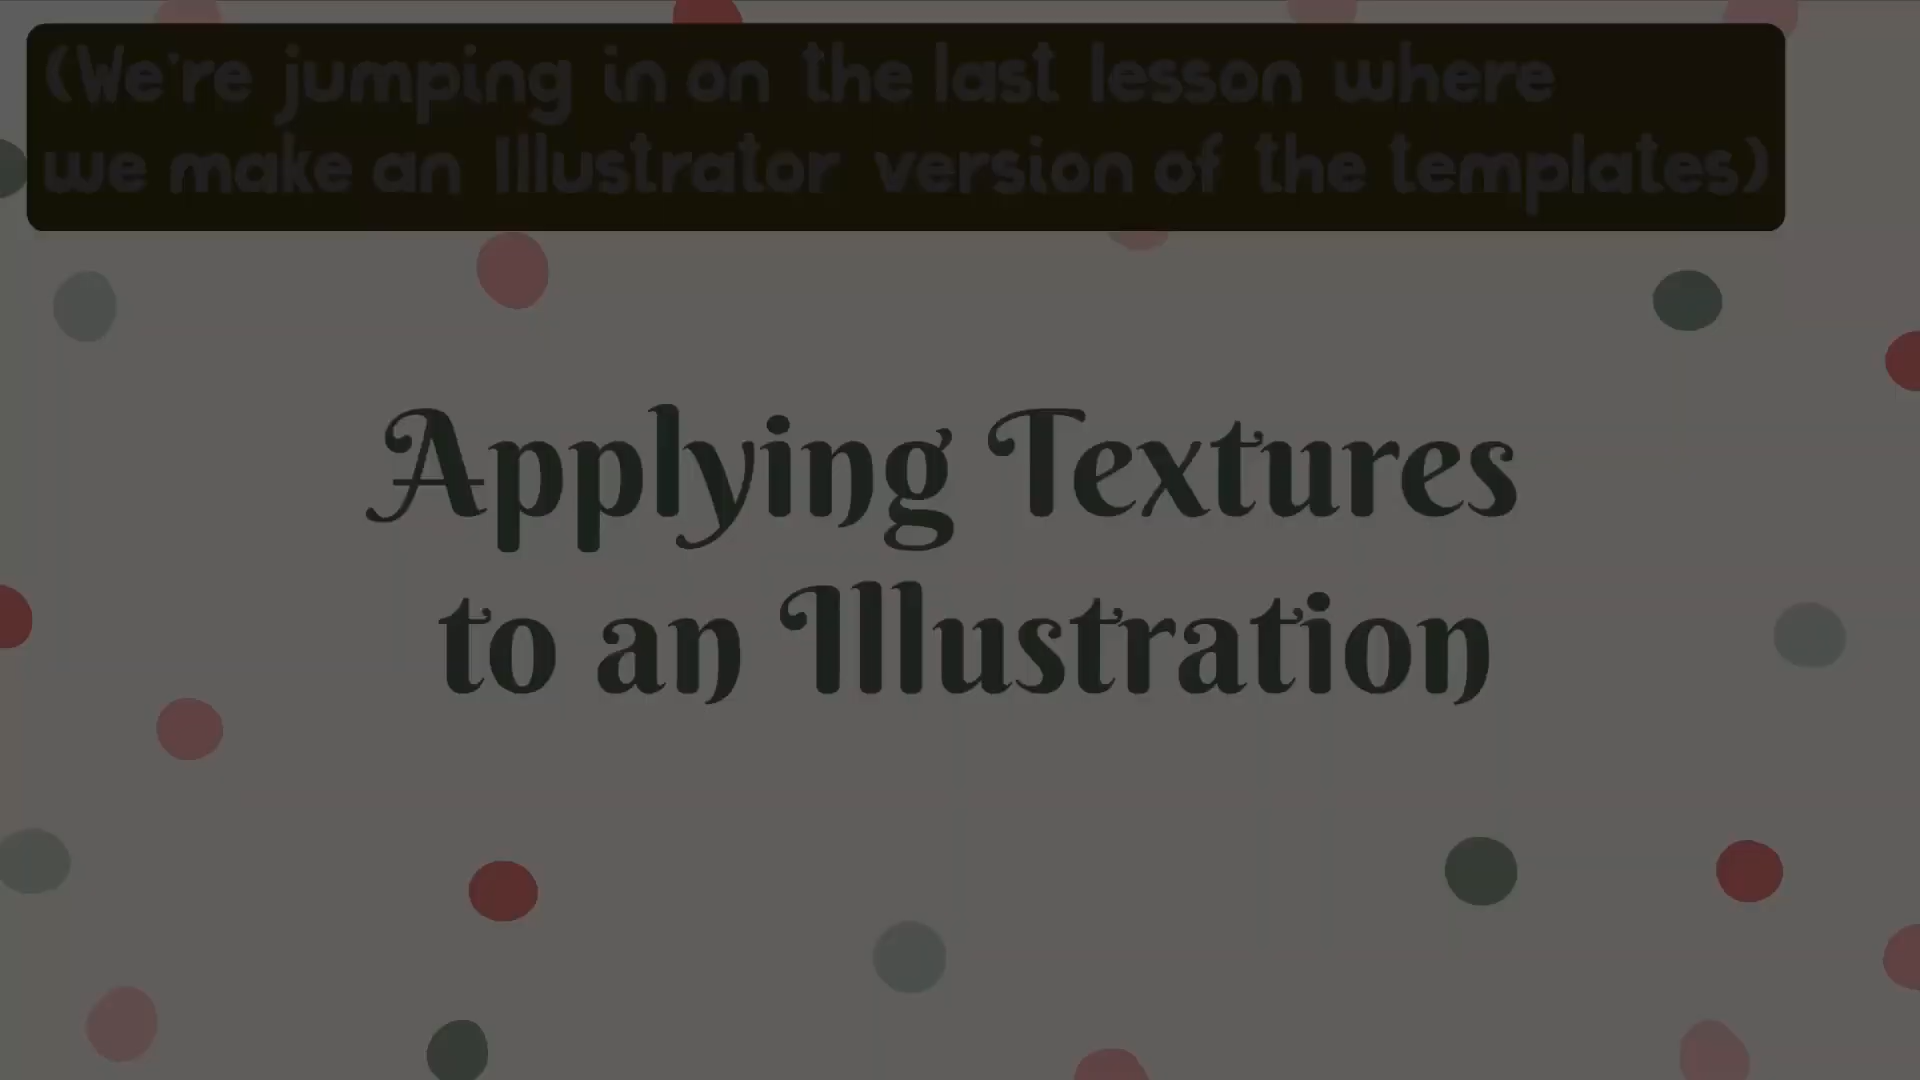 (We're jumping in on the last lesson where
we make an Illustrator version of the templates)
Applying Textures
to an Illustration